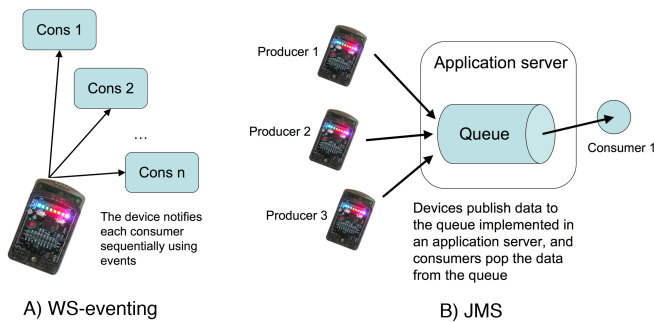 Cons 1
Cons 2
...
Cons n
The device notifies
each consumer
sequentially using
events
A) WS-eventing
Producer 1
Producer 2
Producer 3
Application server
Queue
Consumer 1
Devices publish data to
the queue implemented in
an application server, and
consumers pop the data
from the queue
B) JMS